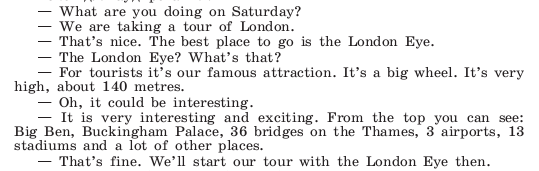 — What are you doing on Saturday?
— We are taking a tour of London.
— That's nice. The best place to go is the London Eye.
— The London Eye? What's that?
— For tourists it's our famous attraction. It's a big wheel. It's very
high, about 140 metres.
— Oh, it could be interesting.
— It is very interesting and exciting. From the top you can see:
Big Ben, Buckingham Palace, 36 bridges on the Thames, 3 airports, 13
stadiums and a lot of other places.
— That's fine. We'll start our tour with the London Eye then.